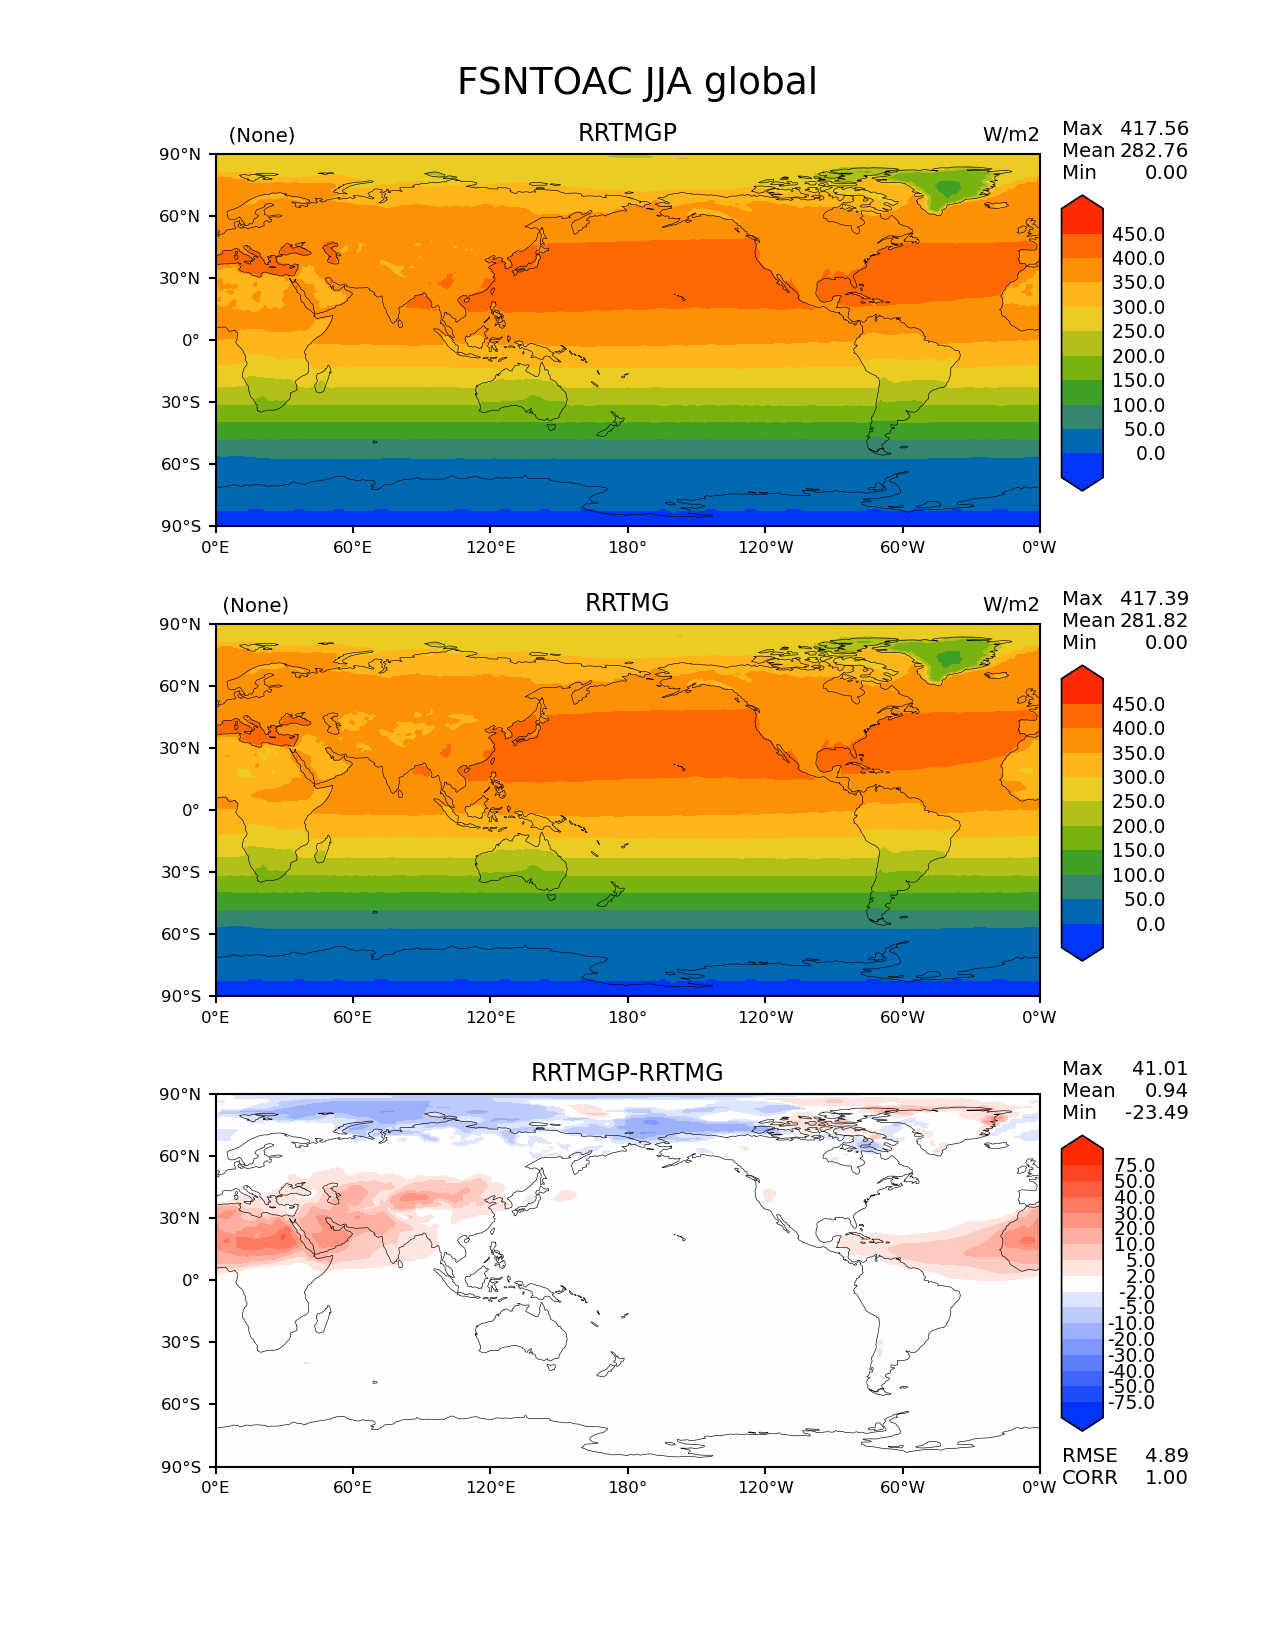 FSNTOAC JJA global
(None) RRTMGP W/m2
Max 417.56
Mean 282.76
Min 0.00
90°N
60°N
30°N
0°
30°S
60°S
90°S
0°E 60°E 120°E 180° 120°W 60°W 0°W
450.0
400.0
350.0
300.0
250.0
200.0
150.0
100.0
50.0
0.0
(None) RRTMG W/m2
Max 417.39
Mean 281.82
Min 0.00
90°N
60°N
30°N
0°
30°S
60°S
90°S
0°E 60°E 120°E 180° 120°W 60°W 0°W
450.0
400.0
350.0
300.0
250.0
200.0
150.0
100.0
50.0
0.0
RRTMGP-RRTMG
Max 41.01
Mean 0.94
Min -23.49
90°N
60°N
30°N
0°
30°S
60°S
90°S
0°E 60°E 120°E 180° 120°W 60°W 0°W
75.0
50.0
40.0
30.0
20.0
10.0
5.0
2.0
-2.0
-5.0
-10.0
-20.0
-30.0
-40.0
-50.0
-75.0
RMSE 4.89
CORR 1.00